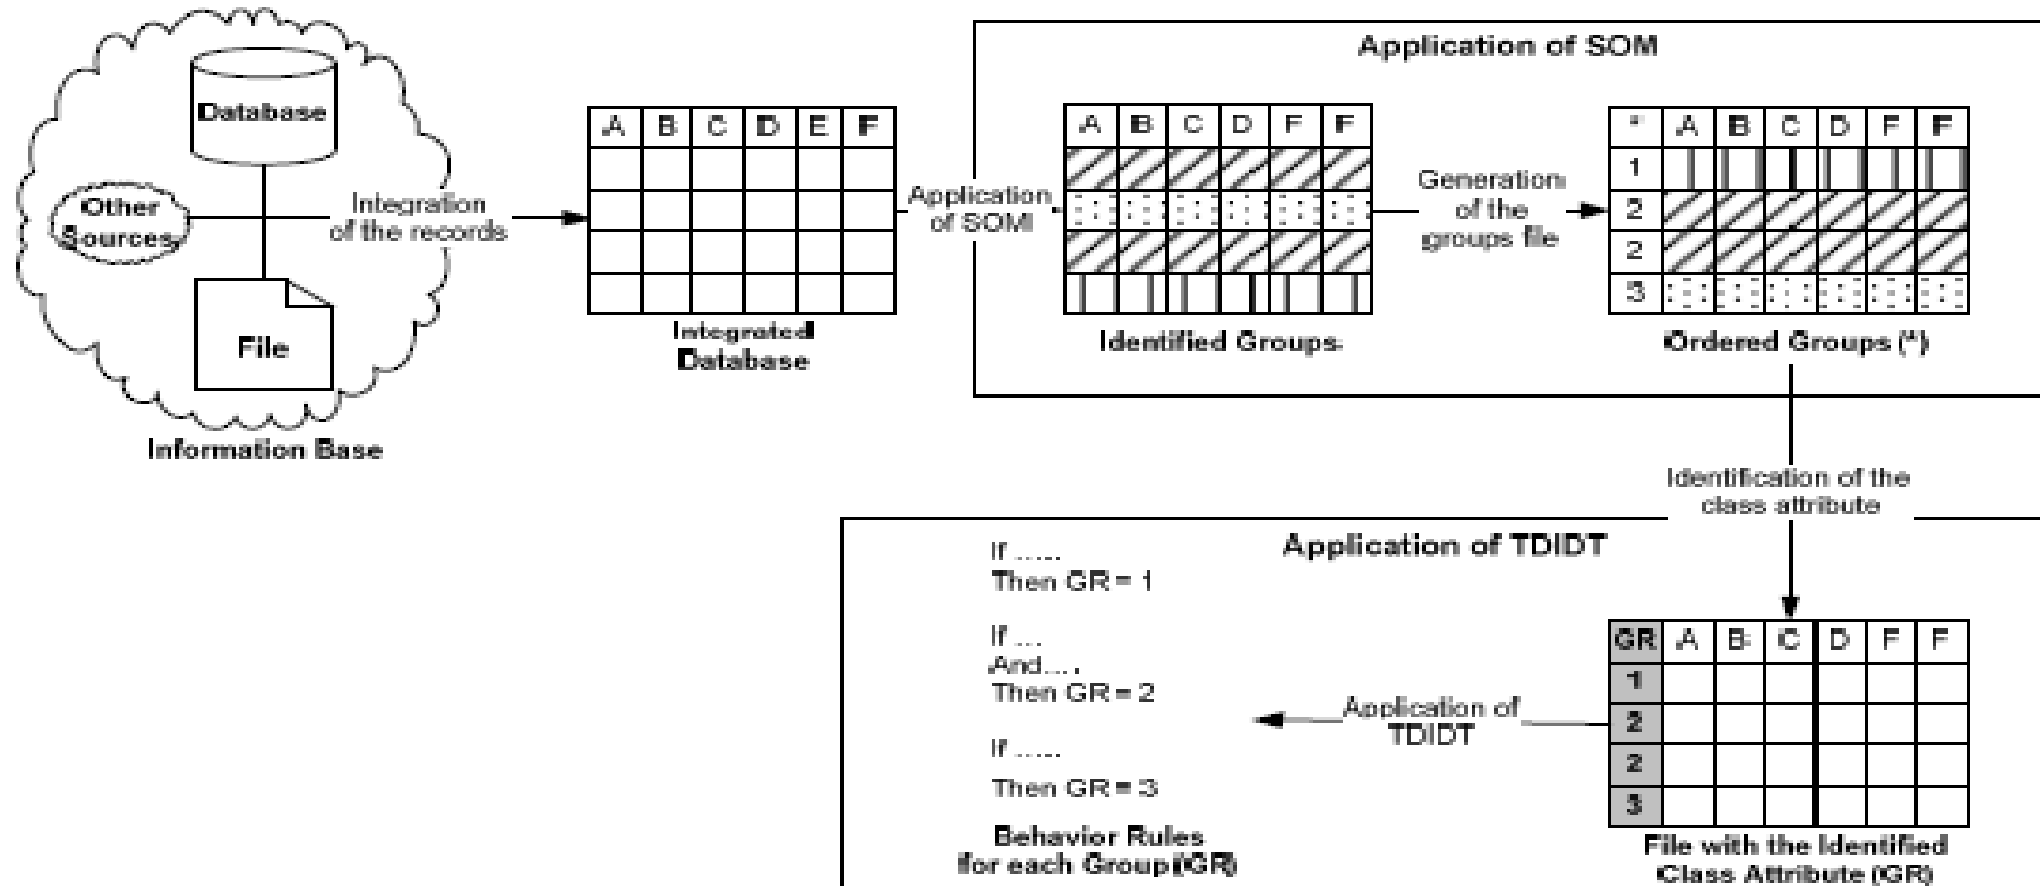 Application of SOM
Database
Other
Sources
File
Information Base
Integration
of the records
A B C D E F
Integrated
Database
Application
of SOM
A B C D F F
Identified Groups
Generation
of the
groups file
* A B C D F F
1
2
2
3
Ordered Groups (*)
Identification of the
class attribute
Application of TDIDT
If ......
Then GR = 1
If ....
And....
Then GR = 2
If ......
Then GR = 3
Behavior Rules
for each Group (GR)
Application of
TDIDT
GR A B C D F F
1
2
2
3
File with the Identified
Class Attribute (GR)